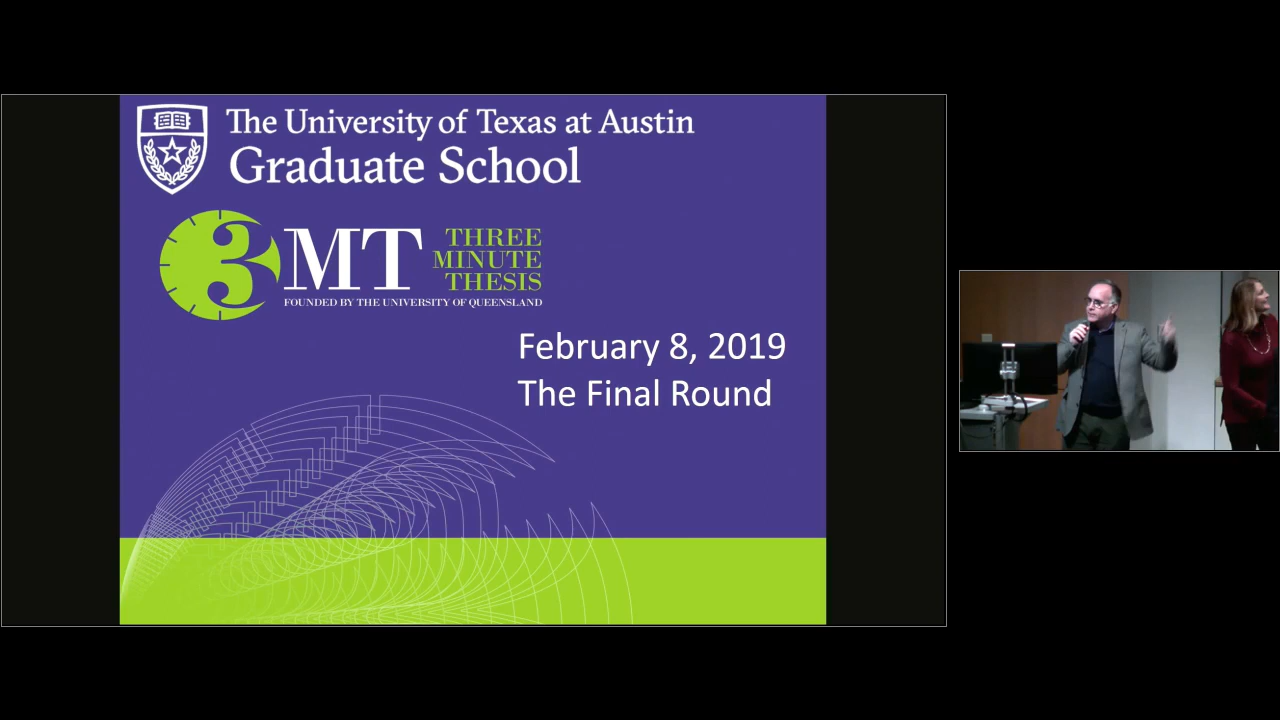 The University of Texas at Austin
Graduate School
3MT
THREE
MINUTE
THESIS
FOUNDED BY THE UNIVERSITY OF QUEENSLAND
February 8, 2019
The Final Round